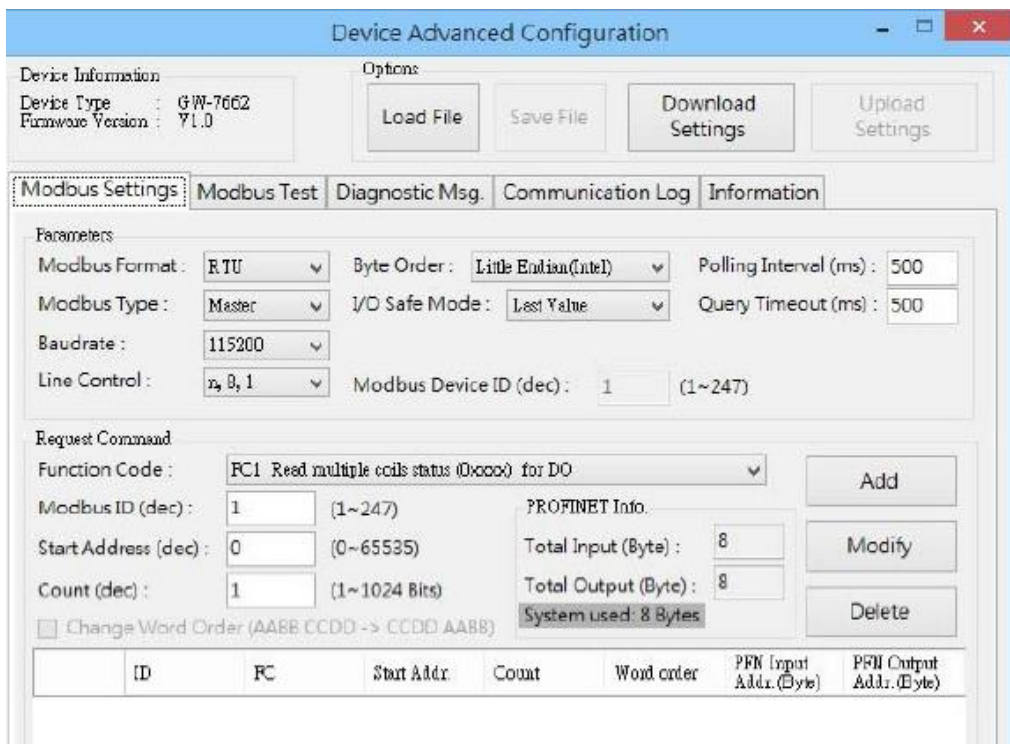 Device Advanced Configuration
Device Information
Device Type : GW-7662
Firmware Version : V1.0
Options
Load File
Save File
Download Settings
Upload Settings
Modbus Settings
Modbus Test
Diagnostic Msg.
Communication Log
Information
Parameters
Modbus Format : RTU
Byte Order : Little Endian(Intel)
Polling Interval (ms) : 500
Modbus Type : Master
I/O Safe Mode : Last Value
Query Timeout (ms) : 500
Baudrate : 115200
Line Control : n, 8, 1
Modbus Device ID (dec) : 1 (1~247)
Request Command
Function Code : FC1 Read multiple coils status (0xxxx) for DO
Add
Modbus ID (dec) : 1 (1~247)
PROFINET Info.
Start Address (dec) : 0 (0~65535)
Total Input (Byte) : 8
Modify
Count (dec) : 1 (1~1024 Bits)
Total Output (Byte) : 8
System used: 8 Bytes
Delete
Change Word Order (AABB CCDD -> CCDD AABB)
ID FC Start Addr. Count Word order PFN Input Addr.(Byte) PFN Output Addr.(Byte)